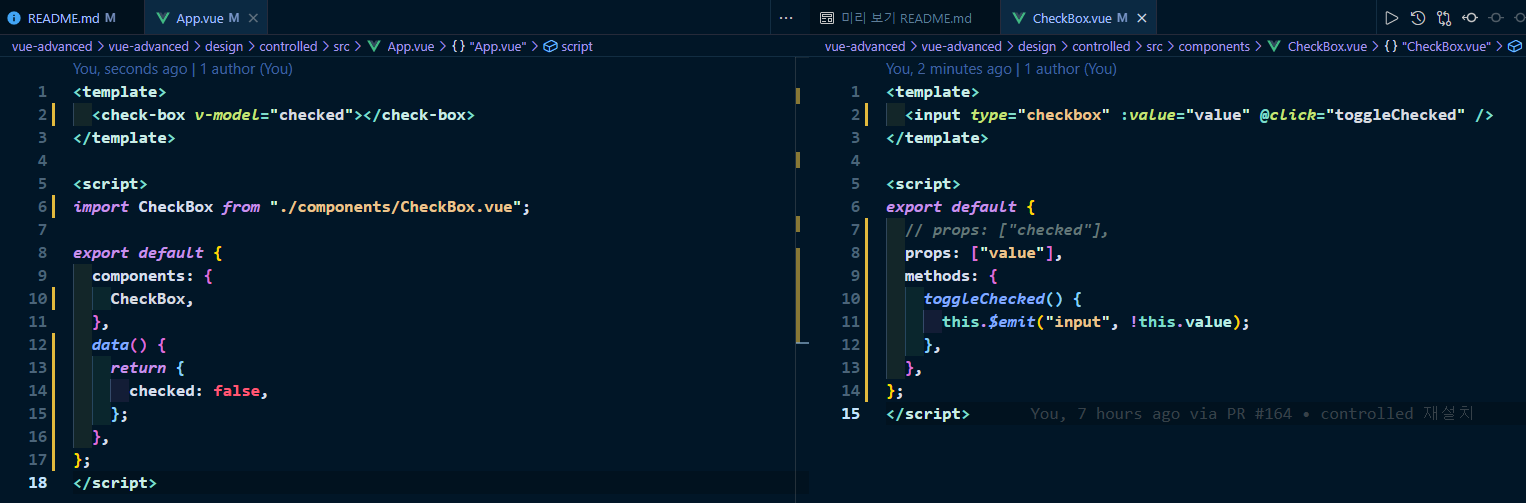 README.md M
App.vue M
vue-advanced > vue-advanced > design > controlled > src > App.vue > {} "App.vue" > script
You, seconds ago | 1 author (You)
1 <template>
2 <check-box v-model="checked"></check-box>
3 </template>
4
5 <script>
6 import CheckBox from "./components/CheckBox.vue";
7
8 export default {
9 components: {
10 CheckBox,
11 },
12 data() {
13 return {
14 checked: false,
15 };
16 },
17 };
18 </script>
미리 보기 README.md
CheckBox.vue M
vue-advanced > vue-advanced > design > controlled > src > components > CheckBox.vue > {} "CheckBox.vue" >
You, 2 minutes ago | 1 author (You)
1 <template>
2 <input type="checkbox" :value="value" @click="toggleChecked" />
3 </template>
4
5 <script>
6 export default {
7 // props: ["checked"],
8 props: ["value"],
9 methods: {
10 toggleChecked() {
11 this.$emit("input", !this.value);
12 },
13 },
14 };
15 </script> You, 7 hours ago via PR #164 • controlled 재설치